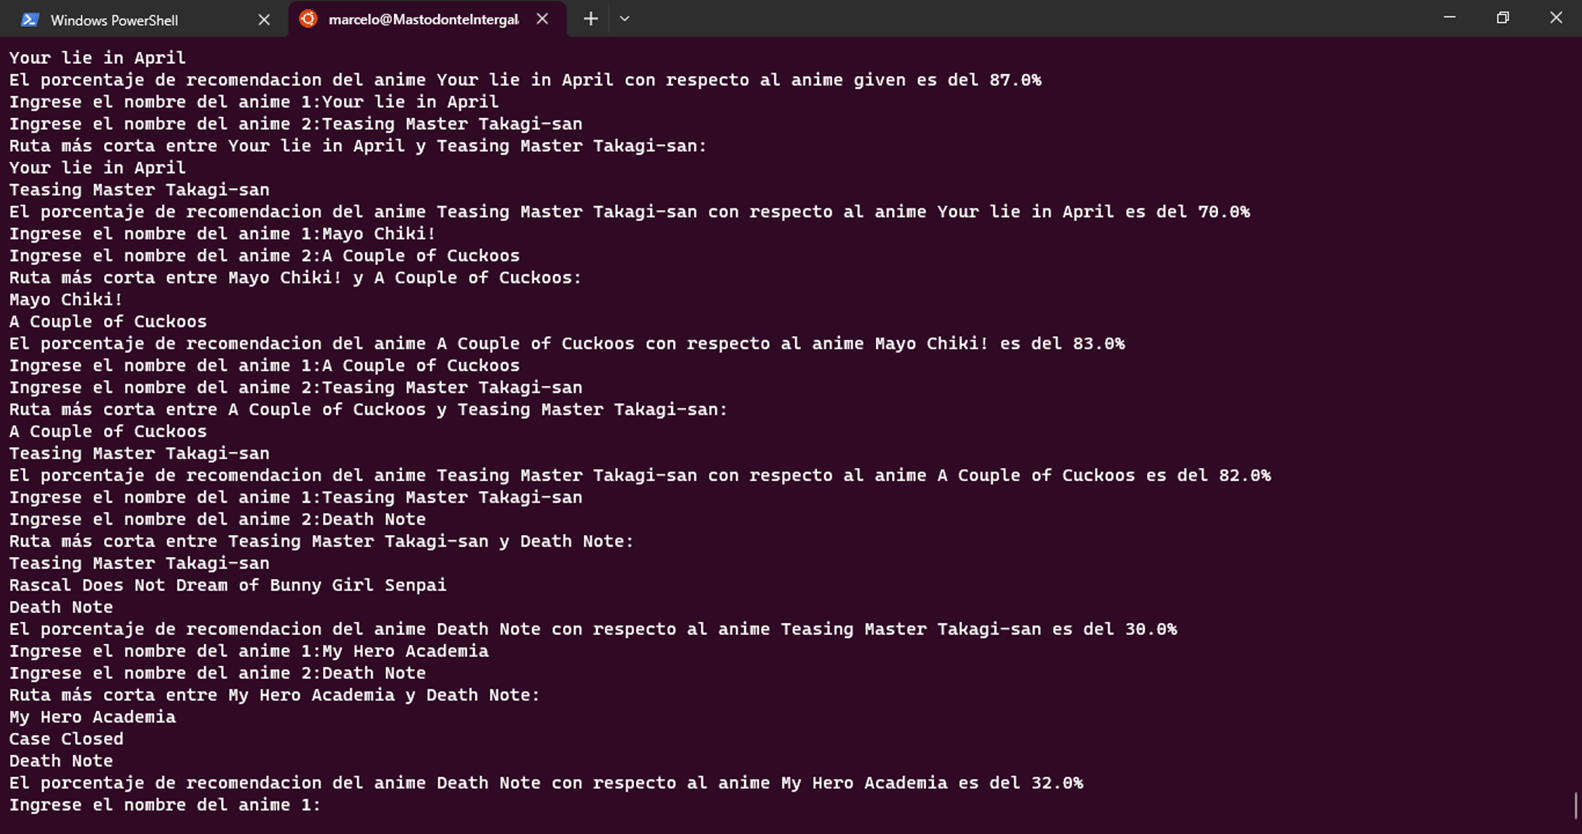 Windows PowerShell
marcelo@MastodonteIntergal
Your lie in April
El porcentaje de recomendacion del anime Your lie in April con respecto al anime given es del 87.0%
Ingrese el nombre del anime 1:Your lie in April
Ingrese el nombre del anime 2:Teasing Master Takagi-san
Ruta más corta entre Your lie in April y Teasing Master Takagi-san:
Your lie in April
Teasing Master Takagi-san
El porcentaje de recomendacion del anime Teasing Master Takagi-san con respecto al anime Your lie in April es del 70.0%
Ingrese el nombre del anime 1:Mayo Chiki!
Ingrese el nombre del anime 2:A Couple of Cuckoos
Ruta más corta entre Mayo Chiki! y A Couple of Cuckoos:
Mayo Chiki!
A Couple of Cuckoos
El porcentaje de recomendacion del anime A Couple of Cuckoos con respecto al anime Mayo Chiki! es del 83.0%
Ingrese el nombre del anime 1:A Couple of Cuckoos
Ingrese el nombre del anime 2:Teasing Master Takagi-san
Ruta más corta entre A Couple of Cuckoos y Teasing Master Takagi-san:
A Couple of Cuckoos
Teasing Master Takagi-san
El porcentaje de recomendacion del anime Teasing Master Takagi-san con respecto al anime A Couple of Cuckoos es del 82.0%
Ingrese el nombre del anime 1:Teasing Master Takagi-san
Ingrese el nombre del anime 2:Death Note
Ruta más corta entre Teasing Master Takagi-san y Death Note:
Teasing Master Takagi-san
Rascal Does Not Dream of Bunny Girl Senpai
Death Note
El porcentaje de recomendacion del anime Death Note con respecto al anime Teasing Master Takagi-san es del 30.0%
Ingrese el nombre del anime 1:My Hero Academia
Ingrese el nombre del anime 2:Death Note
Ruta más corta entre My Hero Academia y Death Note:
My Hero Academia
Case Closed
Death Note
El porcentaje de recomendacion del anime Death Note con respecto al anime My Hero Academia es del 32.0%
Ingrese el nombre del anime 1: